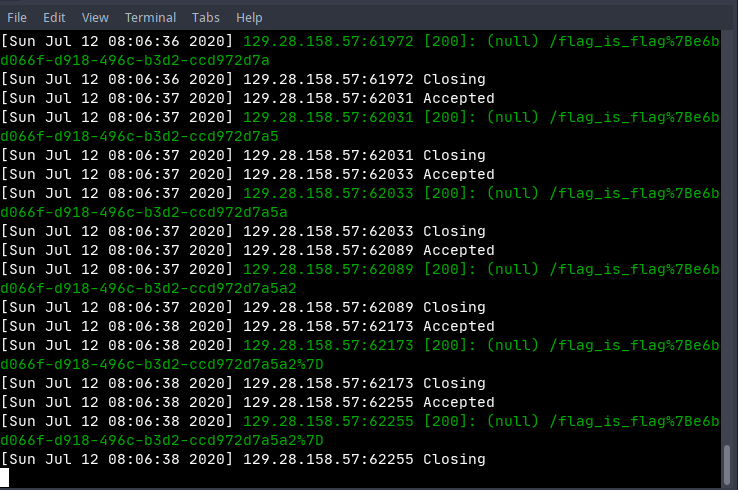 File Edit View Terminal Tabs Help
[Sun Jul 12 08:06:36 2020] 129.28.158.57:61972 [200]: (null) /flag_is_flag%7Be6b
d066f-d918-496c-b3d2-ccd972d7a
[Sun Jul 12 08:06:36 2020] 129.28.158.57:61972 Closing
[Sun Jul 12 08:06:37 2020] 129.28.158.57:62031 Accepted
[Sun Jul 12 08:06:37 2020] 129.28.158.57:62031 [200]: (null) /flag_is_flag%7Be6b
d066f-d918-496c-b3d2-ccd972d7a5
[Sun Jul 12 08:06:37 2020] 129.28.158.57:62031 Closing
[Sun Jul 12 08:06:37 2020] 129.28.158.57:62033 Accepted
[Sun Jul 12 08:06:37 2020] 129.28.158.57:62033 [200]: (null) /flag_is_flag%7Be6b
d066f-d918-496c-b3d2-ccd972d7a5a
[Sun Jul 12 08:06:37 2020] 129.28.158.57:62033 Closing
[Sun Jul 12 08:06:37 2020] 129.28.158.57:62089 Accepted
[Sun Jul 12 08:06:37 2020] 129.28.158.57:62089 [200]: (null) /flag_is_flag%7Be6b
d066f-d918-496c-b3d2-ccd972d7a5a2
[Sun Jul 12 08:06:37 2020] 129.28.158.57:62089 Closing
[Sun Jul 12 08:06:38 2020] 129.28.158.57:62173 Accepted
[Sun Jul 12 08:06:38 2020] 129.28.158.57:62173 [200]: (null) /flag_is_flag%7Be6b
d066f-d918-496c-b3d2-ccd972d7a5a2%7D
[Sun Jul 12 08:06:38 2020] 129.28.158.57:62173 Closing
[Sun Jul 12 08:06:38 2020] 129.28.158.57:62255 Accepted
[Sun Jul 12 08:06:38 2020] 129.28.158.57:62255 [200]: (null) /flag_is_flag%7Be6b
d066f-d918-496c-b3d2-ccd972d7a5a2%7D
[Sun Jul 12 08:06:38 2020] 129.28.158.57:62255 Closing